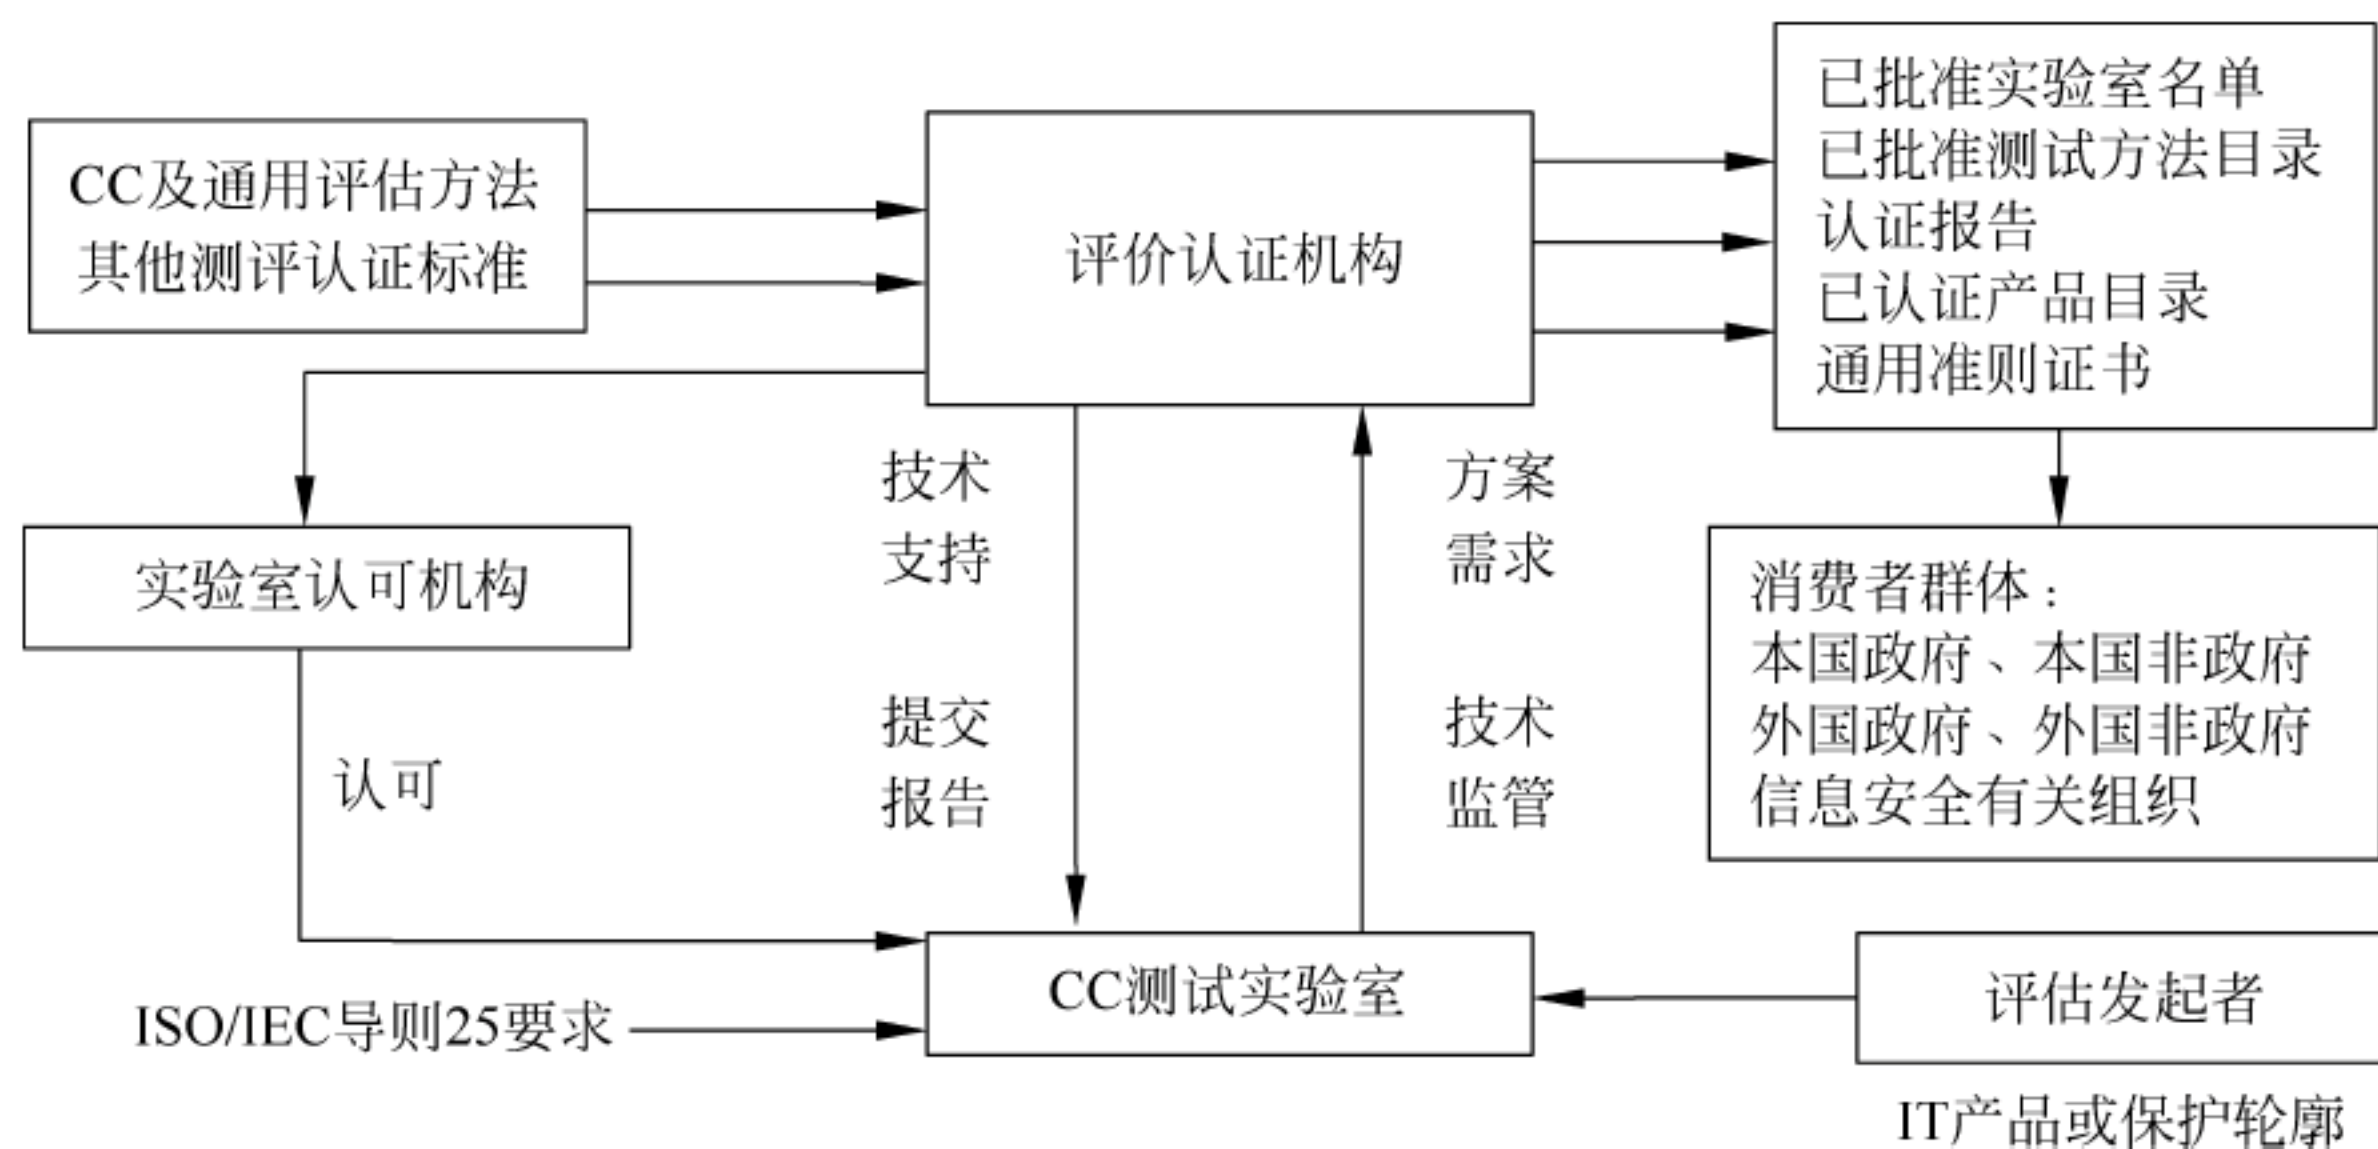 CC及通用评估方法
其他测评认证标准
评价认证机构
已批准实验室名单
已批准测试方法目录
认证报告
已认证产品目录
通用准则证书
技术
支持
方案
需求
实验室认可机构
消费者群体：
本国政府、本国非政府
外国政府、外国非政府
信息安全有关组织
认可
提交
报告
技术
监管
CC测试实验室
评估发起者
ISO/IEC导则25要求
IT产品或保护轮廓